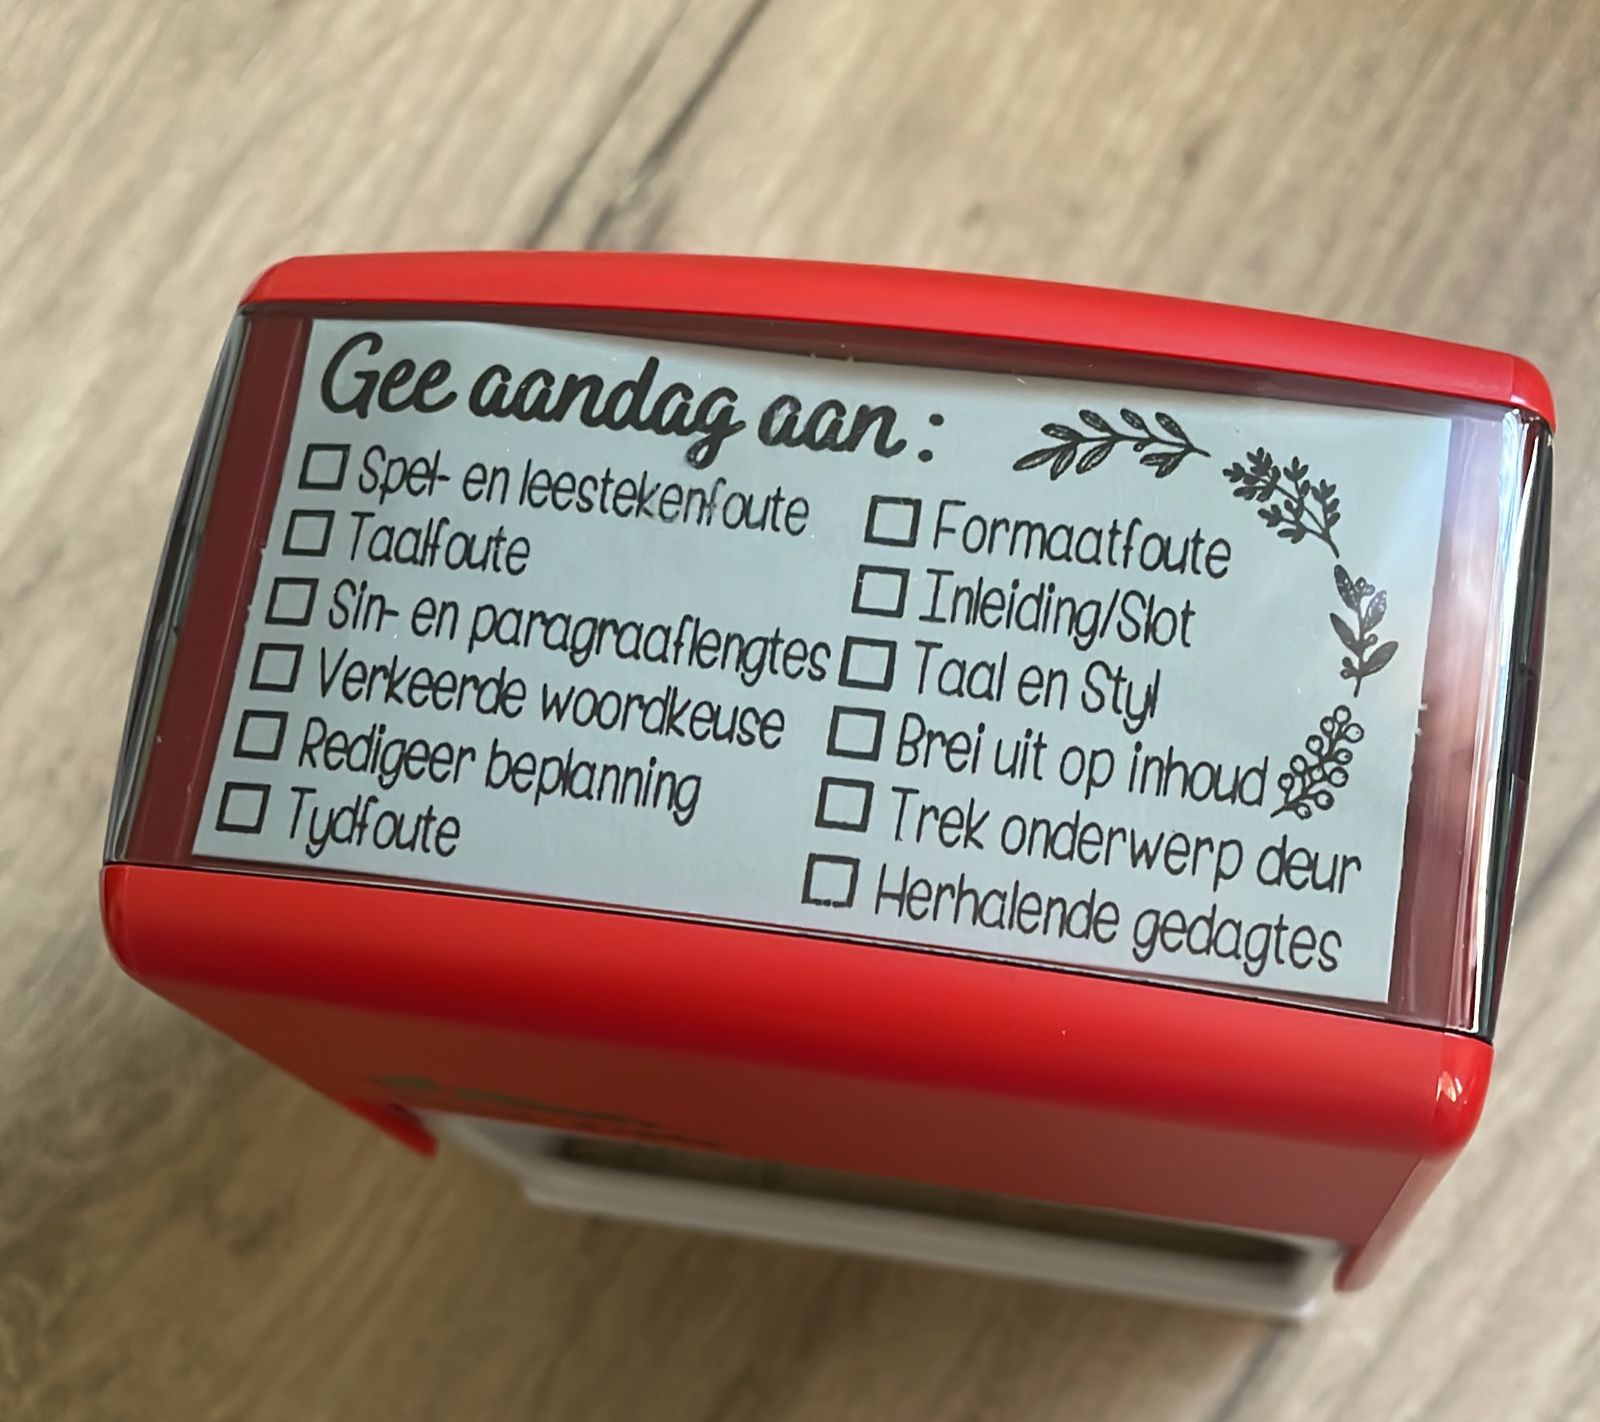 Gee aandag aan:
Spel- en leestekenfoute
Taalfoute
Sin- en paragraaflengtes
Verkeerde woordkeuse
Redigeer beplanning
Tydfoute
Formaatfoute
Inleiding/Slot
Taal en Styl
Brei uit op inhoud
Trek onderwerp deur
Herhalende gedagtes